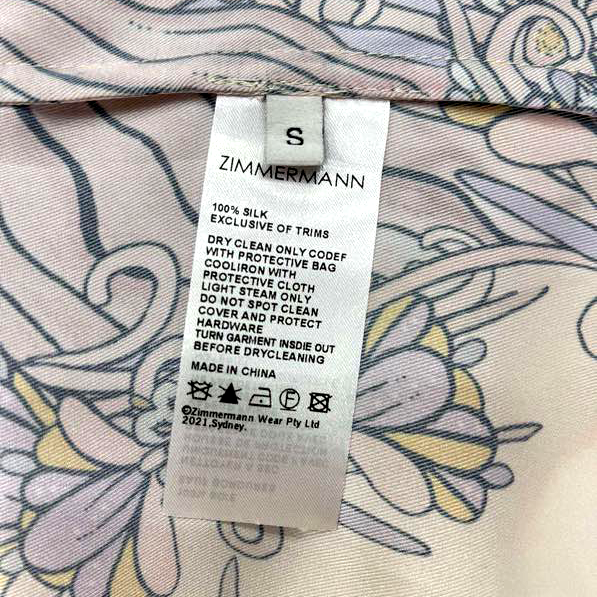 S
ZIMMERMANN
100% SILK
EXCLUSIVE OF TRIMS
DRY CLEAN ONLY CODEF
WITH PROTECTIVE BAG
COOLIRON WITH
PROTECTIVE CLOTH
LIGHT STEAM ONLY
DO NOT SPOT CLEAN
COVER AND PROTECT
HARDWARE
TURN GARMENT INSDIE OUT
BEFORE DRYCLEANING
MADE IN CHINA
F
©Zimmermann Wear Pty Ltd
2021,Sydney.